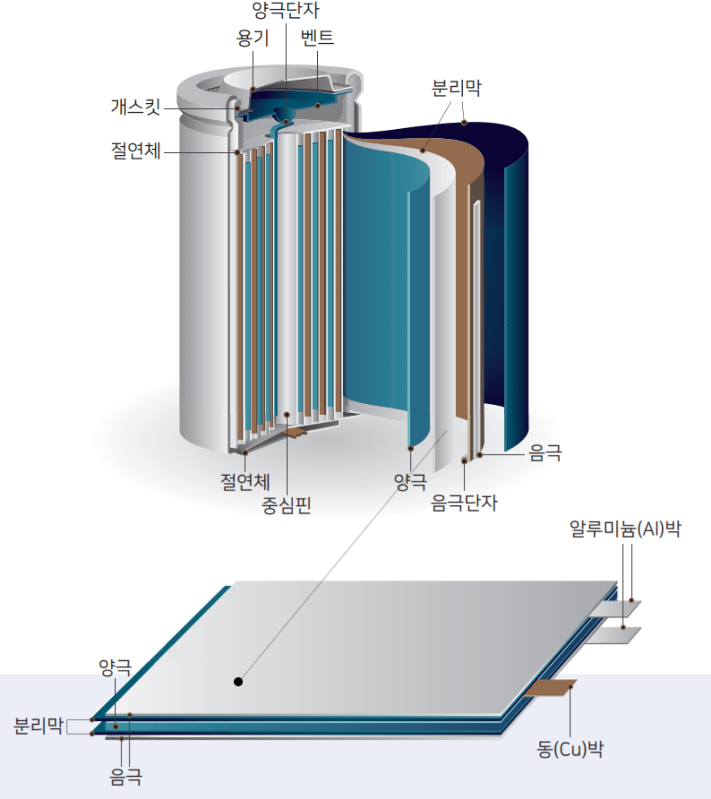 양극단자
용기
벤트
개스킷
분리막
절연체
절연체
중심핀
양극
음극단자
음극
알루미늄(Al)박
양극
분리막
음극
동(Cu)박